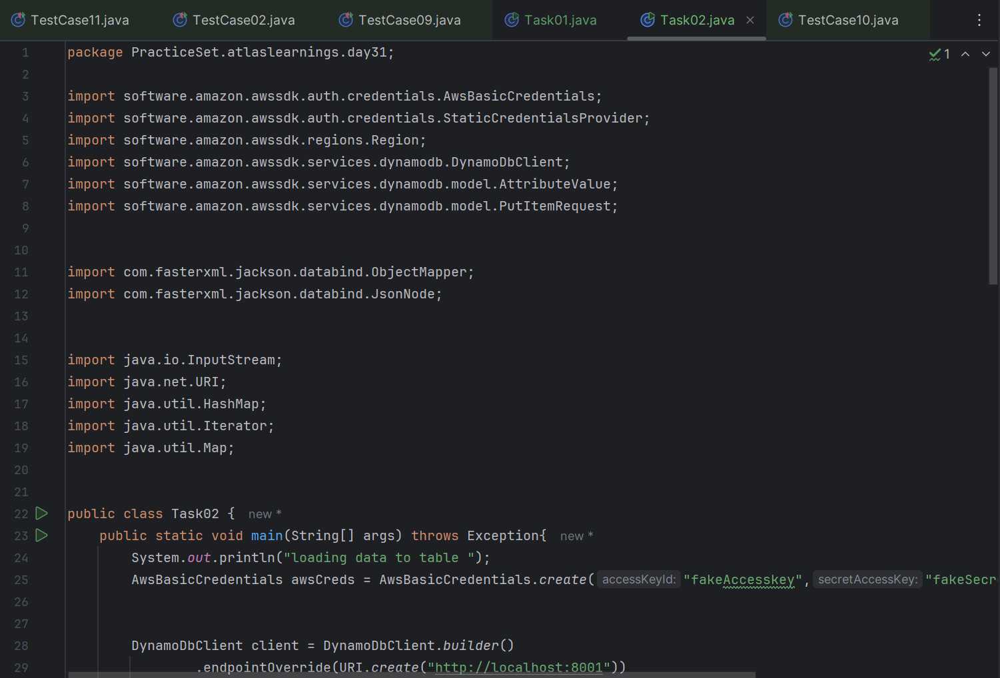 TestCase11.java TestCase02.java TestCase09.java Task01.java Task02.java TestCase10.java
1 package PracticeSet.atlaslearnings.day31; 1
2
3 import software.amazon.awssdk.auth.credentials.AwsBasicCredentials;
4 import software.amazon.awssdk.auth.credentials.StaticCredentialsProvider;
5 import software.amazon.awssdk.regions.Region;
6 import software.amazon.awssdk.services.dynamodb.DynamoDbClient;
7 import software.amazon.awssdk.services.dynamodb.model.AttributeValue;
8 import software.amazon.awssdk.services.dynamodb.model.PutItemRequest;
9
10
11 import com.fasterxml.jackson.databind.ObjectMapper;
12 import com.fasterxml.jackson.databind.JsonNode;
13
14
15 import java.io.InputStream;
16 import java.net.URI;
17 import java.util.HashMap;
18 import java.util.Iterator;
19 import java.util.Map;
20
21
22 public class Task02 { new *
23 public static void main(String[] args) throws Exception{ new *
24 System.out.println("loading data to table ");
25 AwsBasicCredentials awsCreds = AwsBasicCredentials.create( accessKeyId: "fakeAccesskey", secretAccessKey: "fakeSecr
26
27
28 DynamoDbClient client = DynamoDbClient.builder()
29 .endpointOverride(URI.create("http://localhost:8001"))